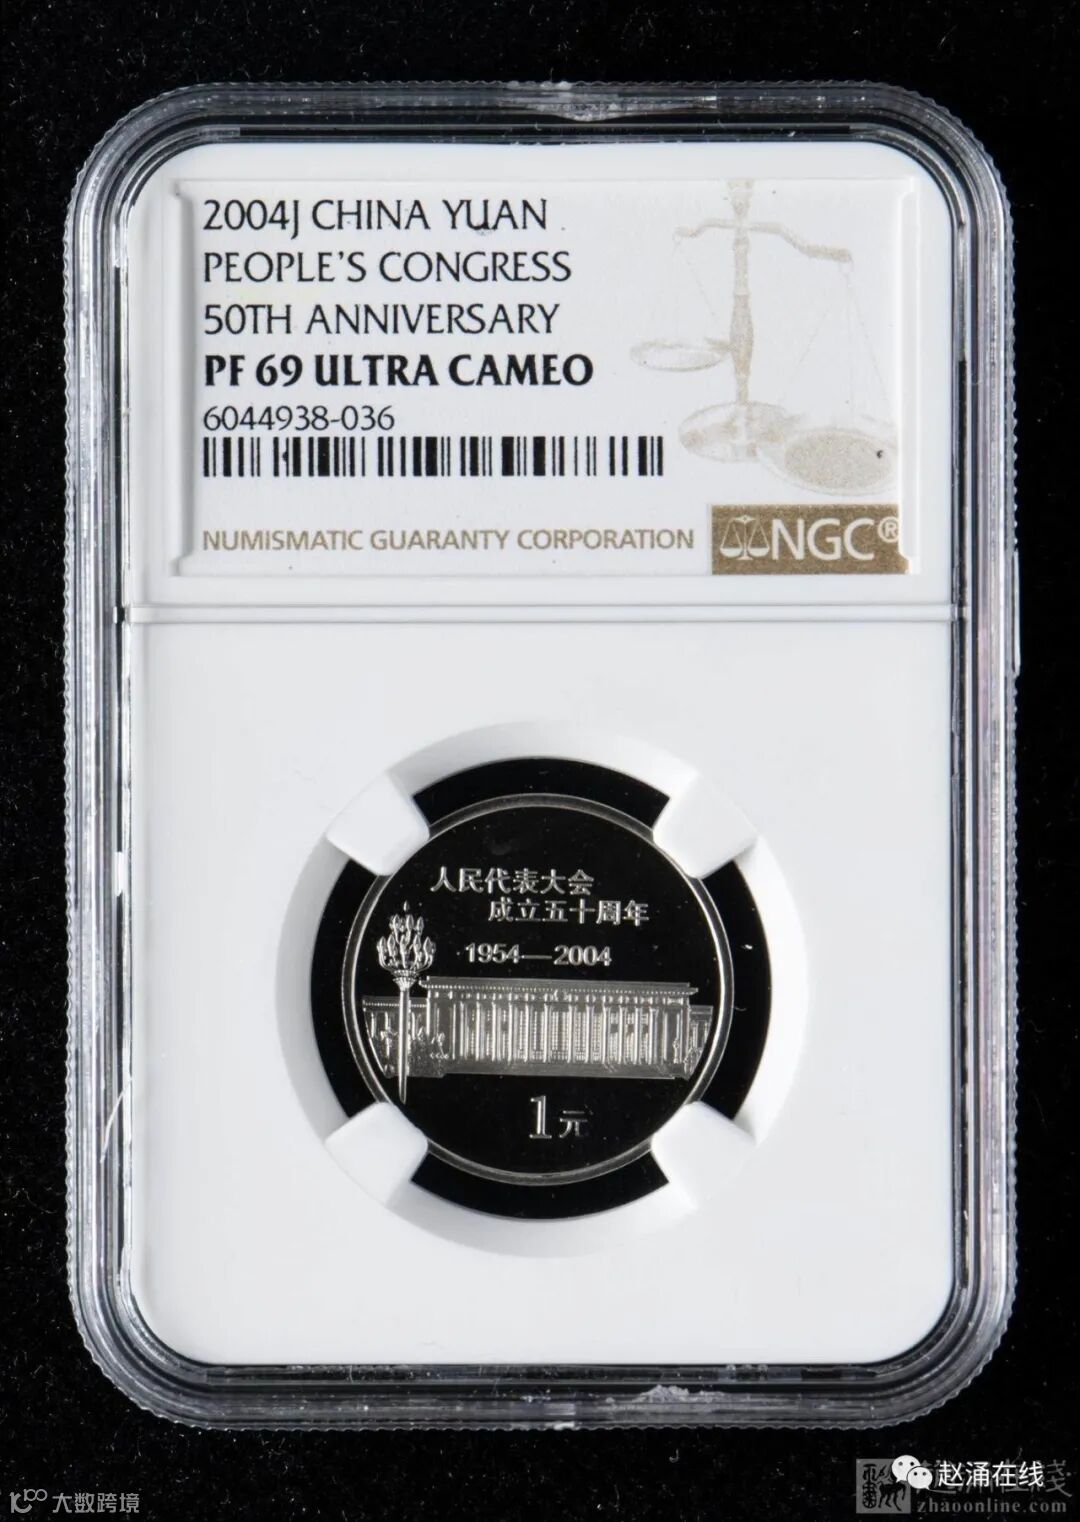 2004J CHINA YUAN
PEOPLE'S CONGRESS
50TH ANNIVERSARY
PF 69 ULTRA CAMEO
6044938-036
NUMISMATIC GUARANTY CORPORATION
NGC®
人民代表大会
成立五十周年
1954—2004
1元
赵涌在线
zhaoonline.com
大数跨境